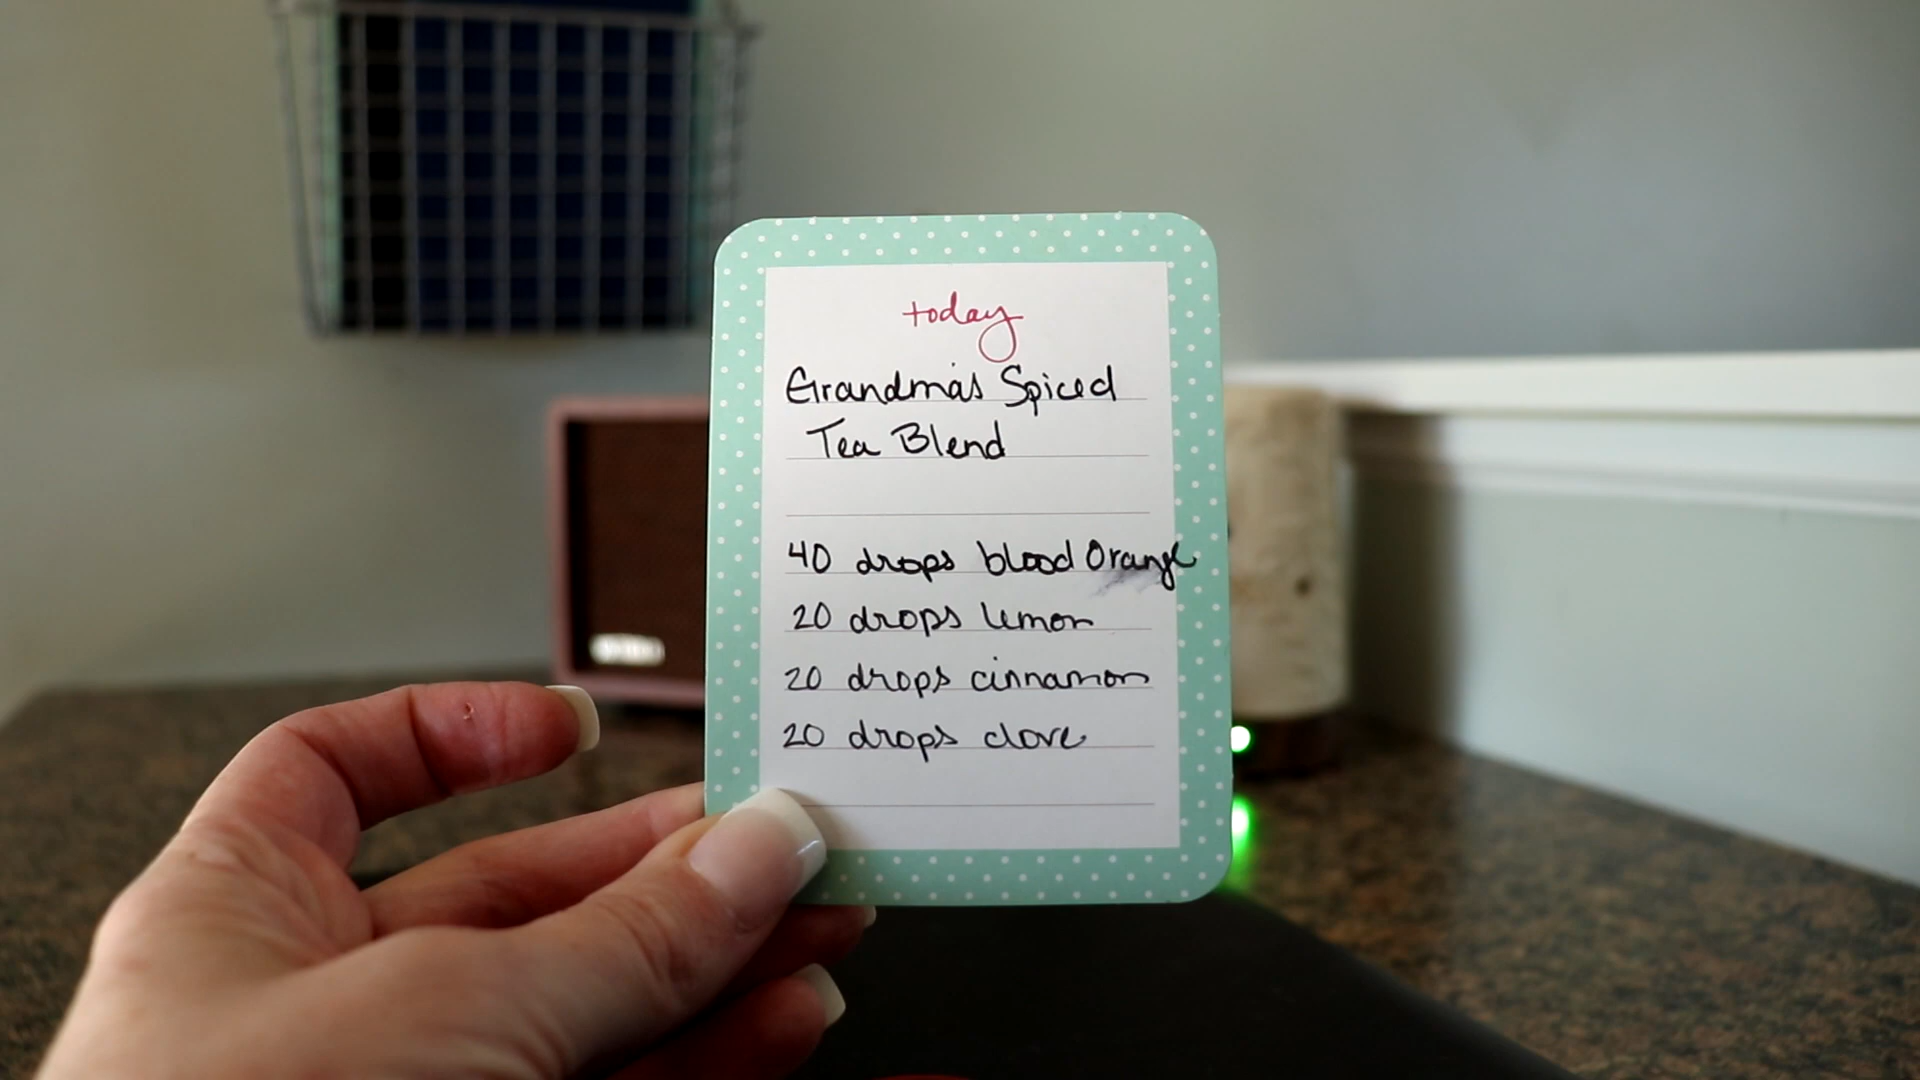 today
Grandma's Spiced
Tea Blend
40 drops blood Orange
20 drops lemon
20 drops cinnamon
20 drops clove